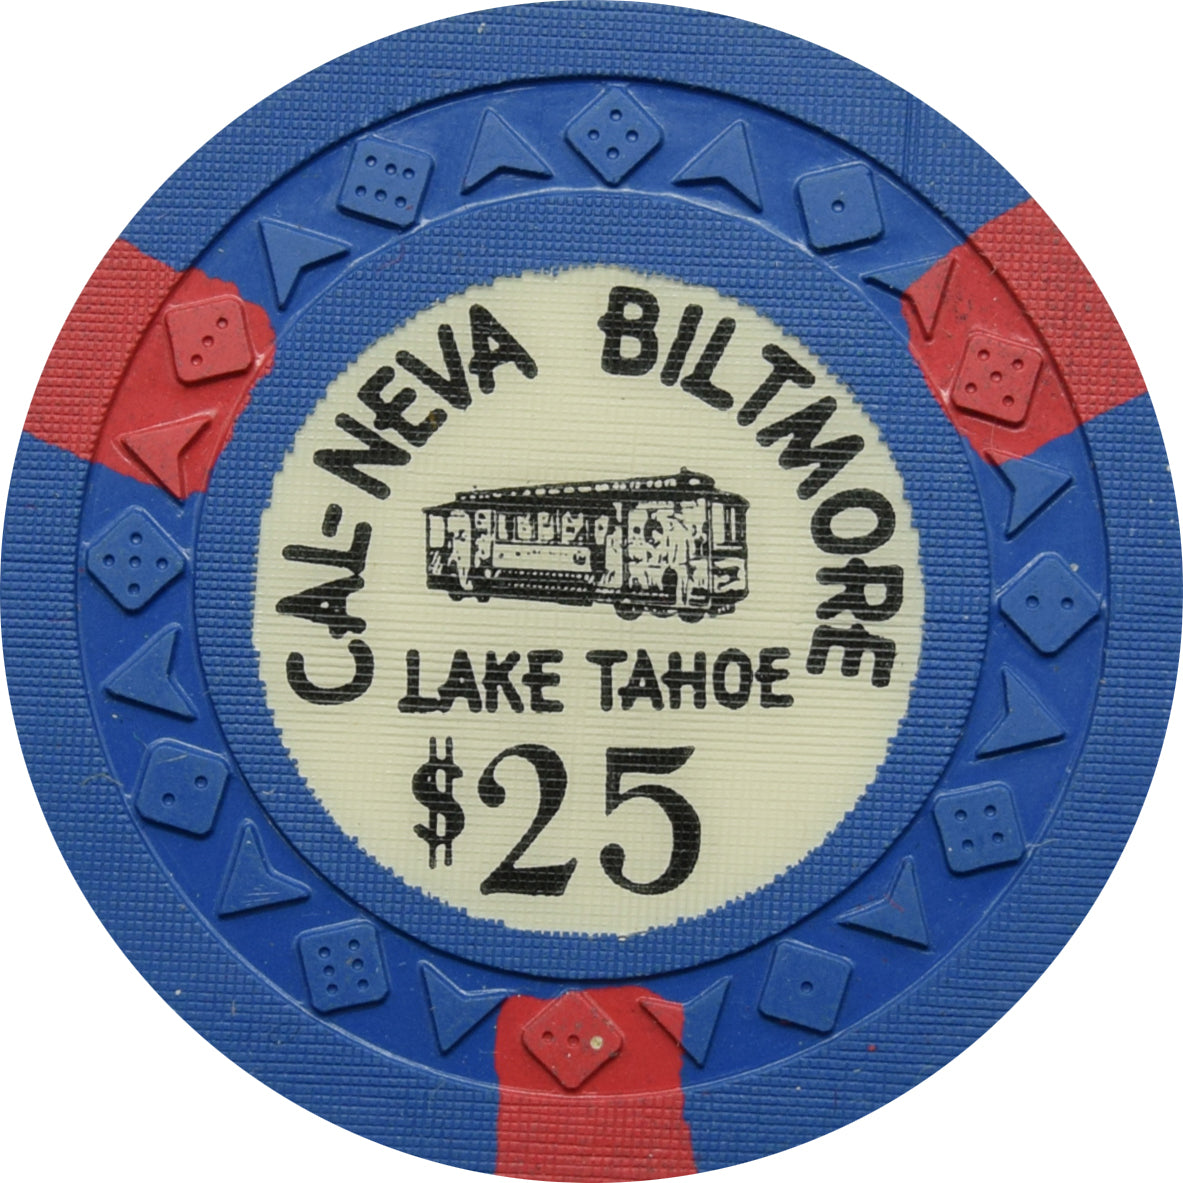 CAL-NEVA BILTMORE
LAKE TAHOE
$25